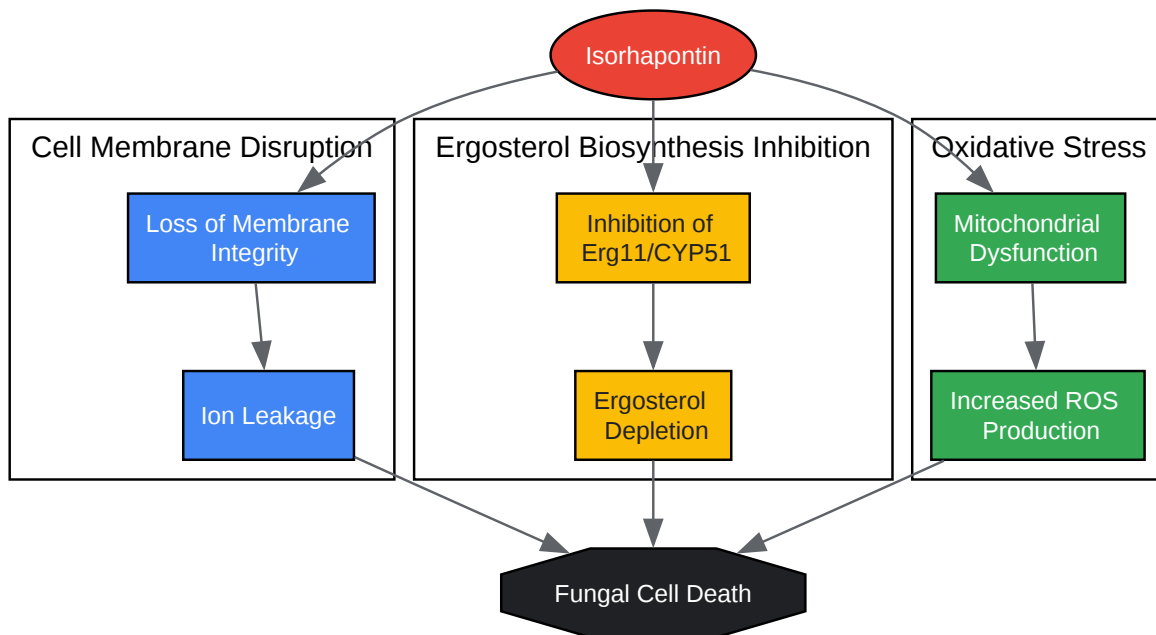 Isorhapontin
Cell Membrane Disruption
Ergosterol Biosynthesis Inhibition
Oxidative Stress
Loss of Membrane
Integrity
Inhibition of
Erg11/CYP51
Mitochondrial
Dysfunction
Ion Leakage
Ergosterol
Depletion
Increased ROS
Production
Fungal Cell Death